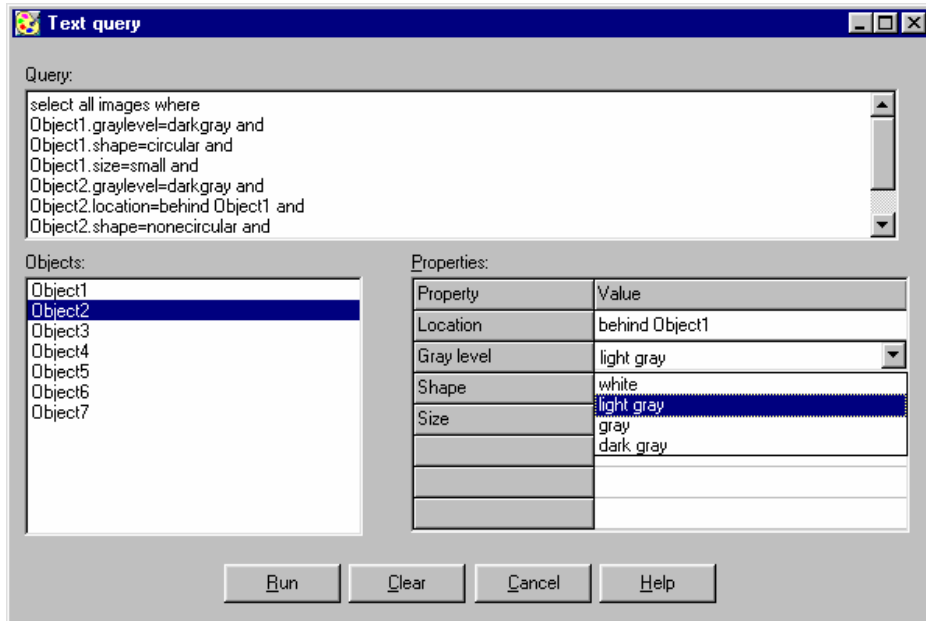 Text query
Query:
select all images where
Object1.graylevel=darkgray and
Object1.shape=circular and
Object1.size=small and
Object2.graylevel=darkgray and
Object2.location=behind Object1 and
Object2.shape=nonecircular and
Objects:
Object1
Object2
Object3
Object4
Object5
Object6
Object7
Properties:
Property Value
Location behind Object1
Gray level light gray
Shape
Size
white
light gray
gray
dark gray
Run Clear Cancel Help